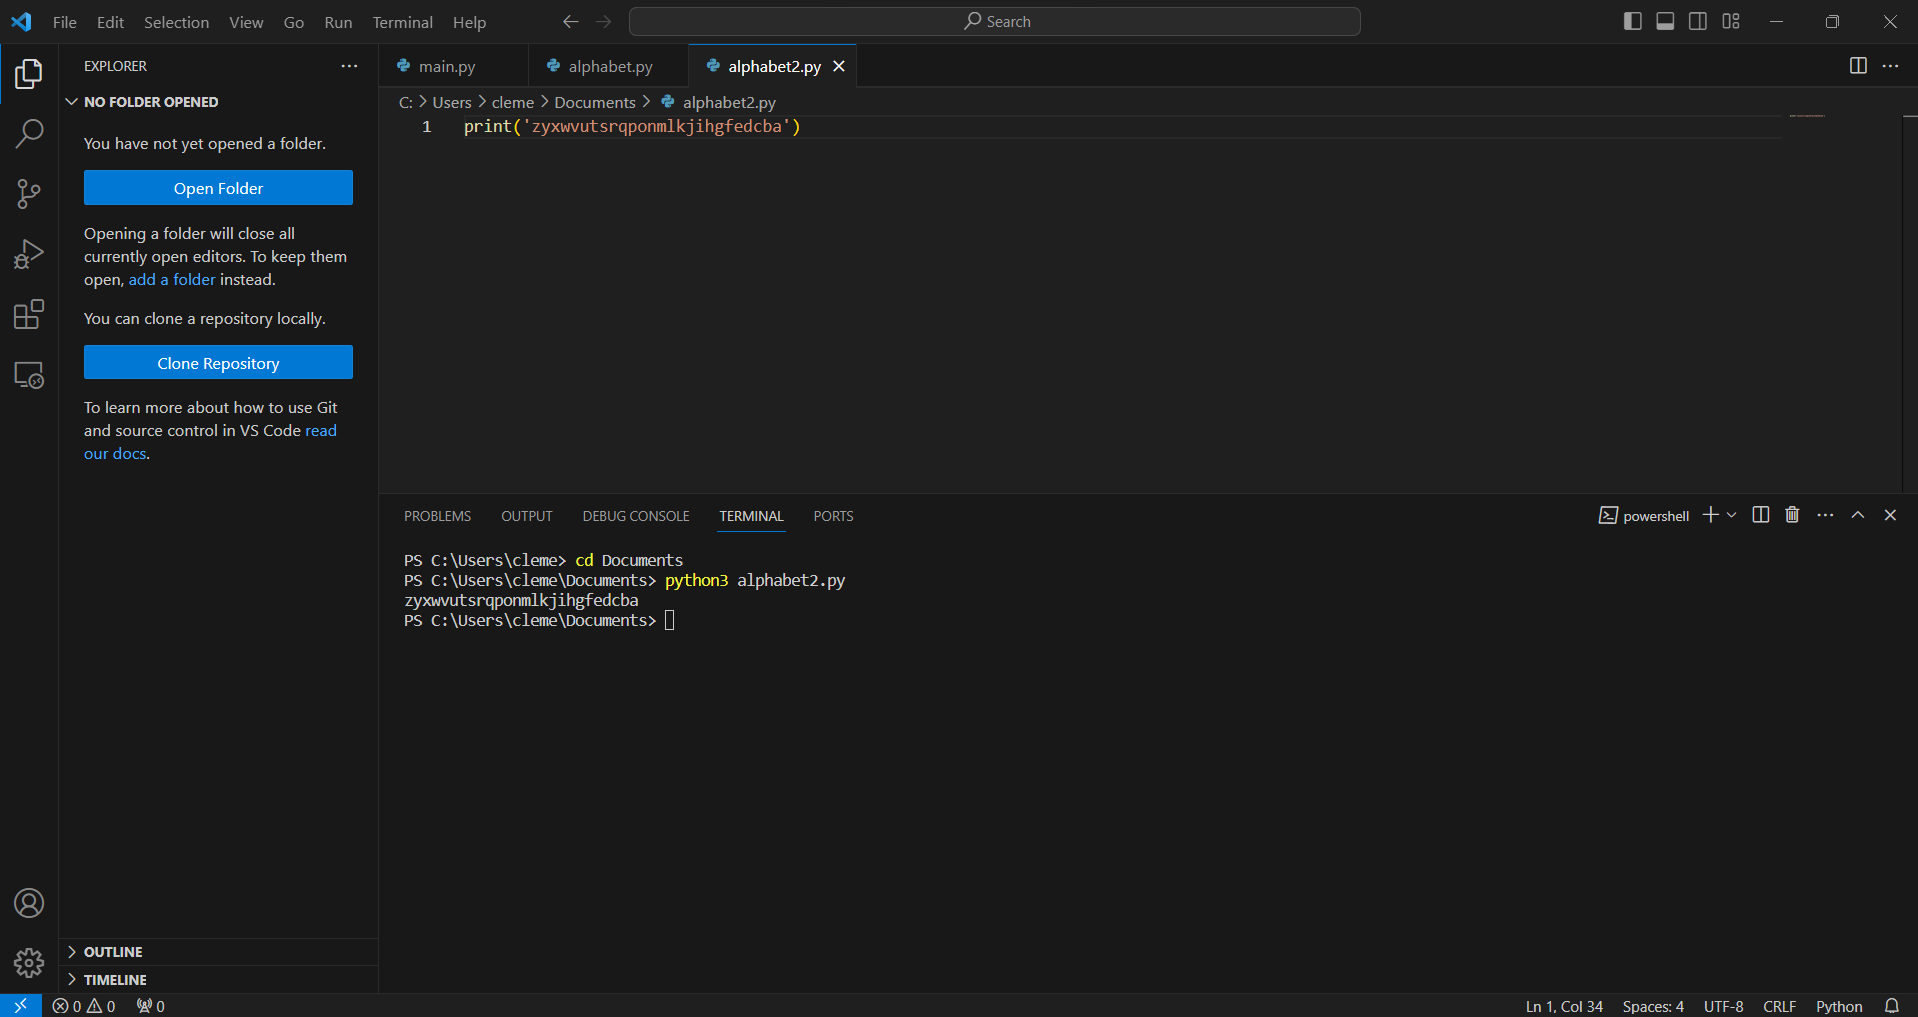 File Edit Selection View Go Run Terminal Help
Search
EXPLORER
NO FOLDER OPENED
You have not yet opened a folder.
Open Folder
Opening a folder will close all
currently open editors. To keep them
open, add a folder instead.
You can clone a repository locally.
Clone Repository
To learn more about how to use Git
and source control in VS Code read
our docs.
OUTLINE
TIMELINE
main.py alphabet.py alphabet2.py
C: > Users > cleme > Documents > alphabet2.py
1 print('zyxwvutsrqponmlkjihgfedcba')
PROBLEMS OUTPUT DEBUG CONSOLE TERMINAL PORTS
powershell
PS C:\Users\cleme> cd Documents
PS C:\Users\cleme\Documents> python3 alphabet2.py
zyxwvutsrqponmlkjihgfedcba
PS C:\Users\cleme\Documents>
0 0 0
Ln 1, Col 34 Spaces: 4 UTF-8 CRLF Python